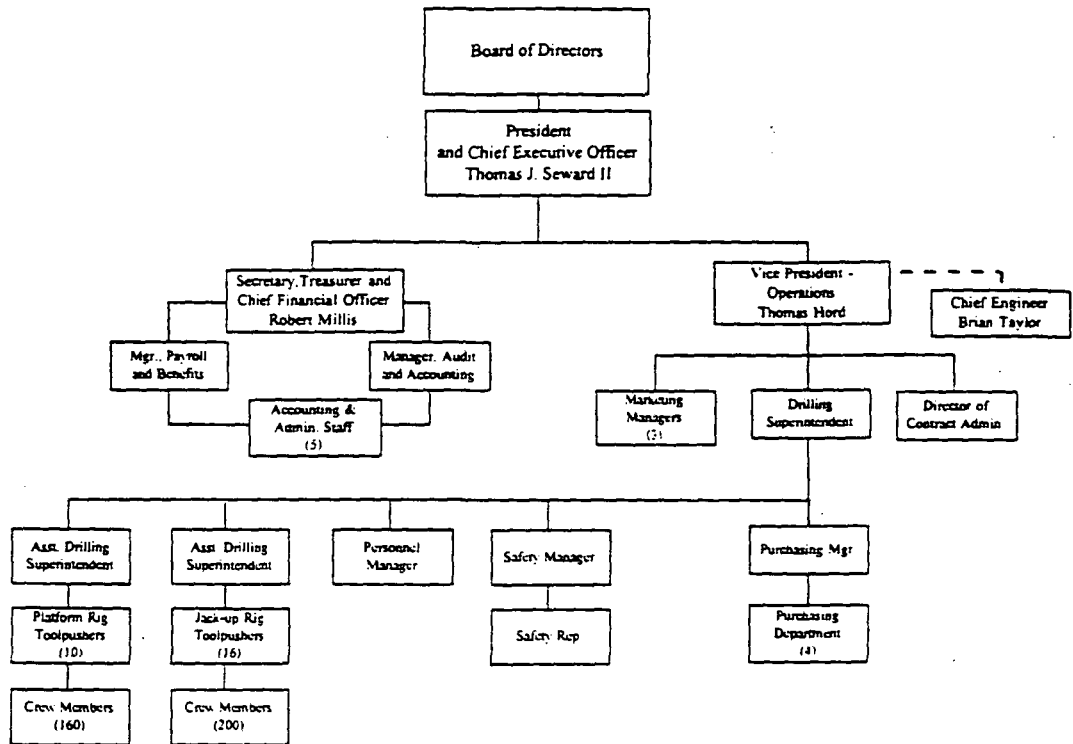 Board of Directors
President
and Chief Executive Officer
Thomas J. Seward II
Secretary, Treasurer and
Chief Financial Officer
Robert Millis
Vice President -
Operations
Thomas Hord
Chief Engineer
Brian Taylor
Mgr., Payroll
and Benefits
Manager, Audit
and Accounting
Accounting &
Admin. Staff
(5)
Marketing
Managers
(3)
Drilling
Superintendent
Director of
Contract Admin
Asst. Drilling
Superintendent
Asst. Drilling
Superintendent
Personnel
Manager
Safety Manager
Purchasing Mgr
Platform Rig
Toolpushers
(10)
Jack-up Rig
Toolpushers
(16)
Safety Rep
Purchasing
Department
(4)
Crew Members
(160)
Crew Members
(200)